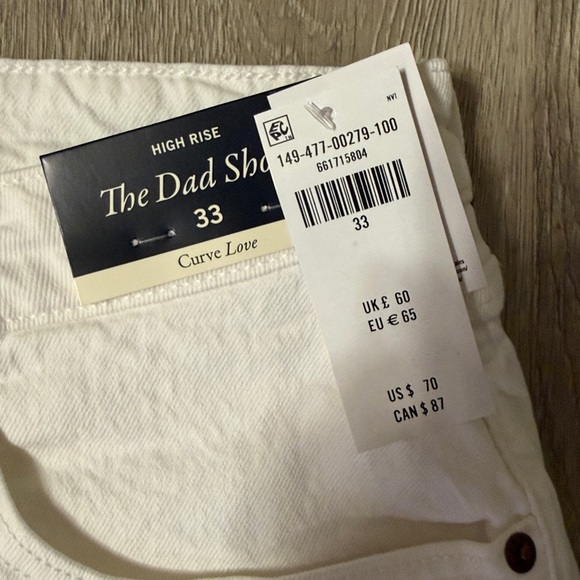 HIGH RISE
The Dad Sho
33
Curve Love
NVI
149-477-00279-100
661715804
33
UK £ 60
EU € 65
US $ 70
CAN $ 87